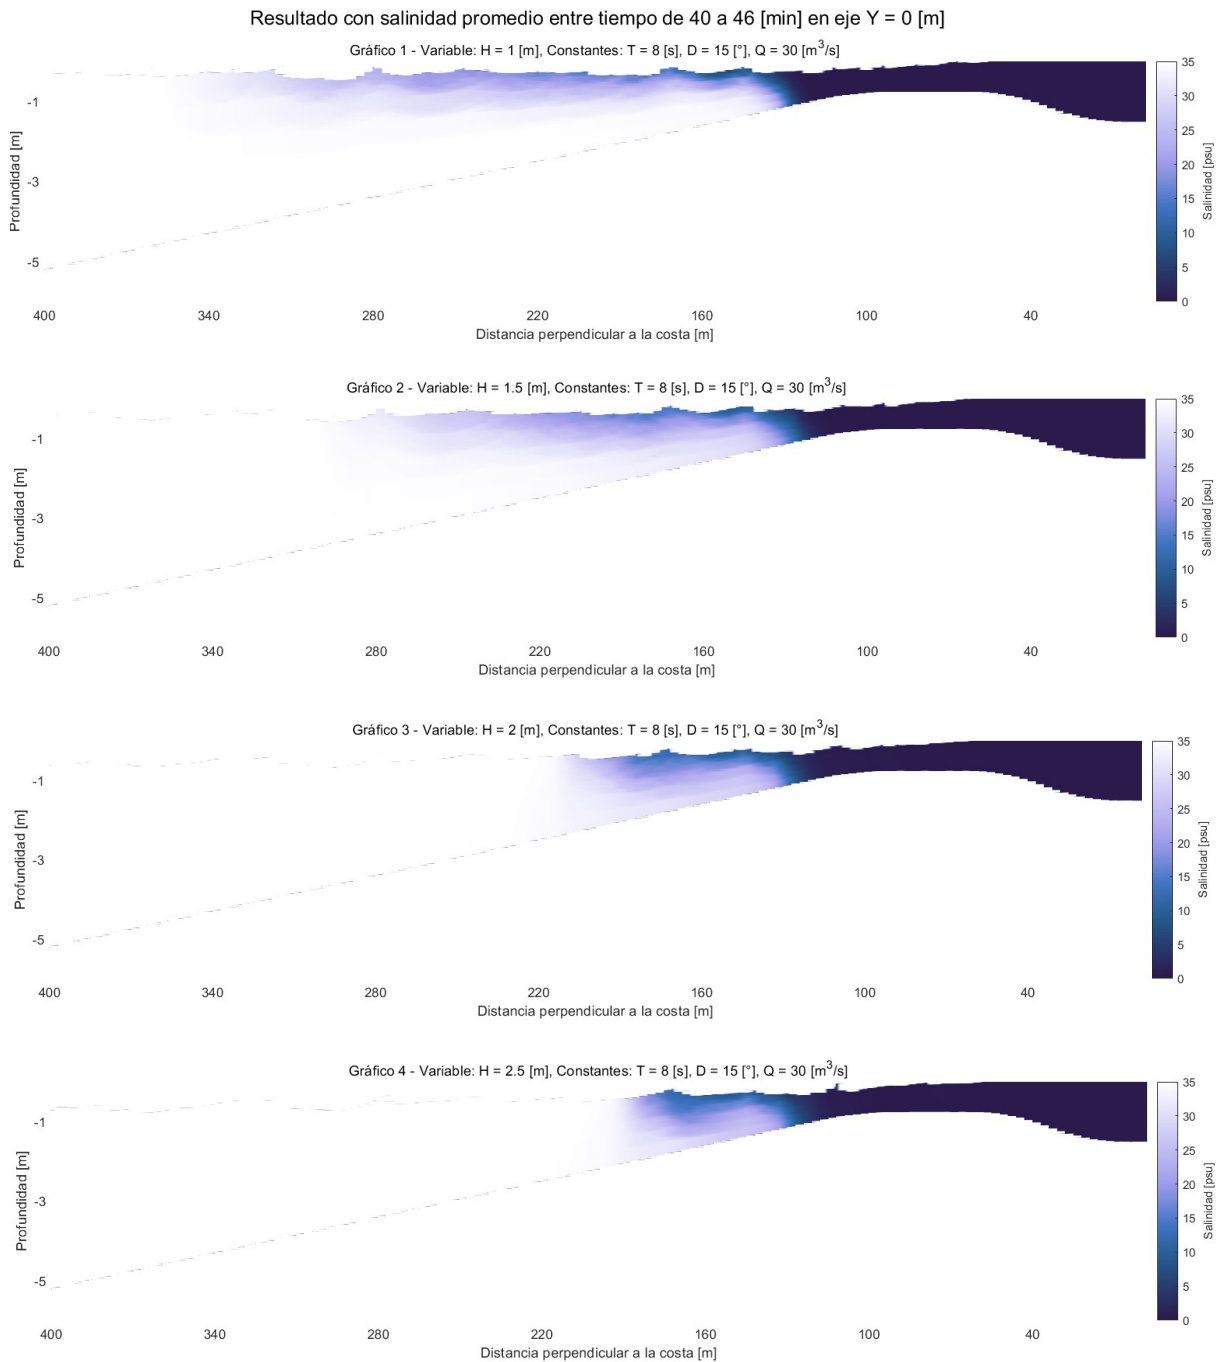 Resultado con salinidad promedio entre tiempo de 40 a 46 [min] en eje Y = 0 [m]
Gráfico 1 - Variable: H = 1 [m], Constantes: T = 8 [s], D = 15 [°], Q = 30 [m³/s]
-1
-3
-5
Profundidad [m]
400 340 280 220 160 100 40
Distancia perpendicular a la costa [m]
35
30
25
20
15
10
5
0
Salinidad [psu]
Gráfico 2 - Variable: H = 1.5 [m], Constantes: T = 8 [s], D = 15 [°], Q = 30 [m³/s]
-1
-3
-5
Profundidad [m]
400 340 280 220 160 100 40
Distancia perpendicular a la costa [m]
35
30
25
20
15
10
5
0
Salinidad [psu]
Gráfico 3 - Variable: H = 2 [m], Constantes: T = 8 [s], D = 15 [°], Q = 30 [m³/s]
-1
-3
-5
Profundidad [m]
400 340 280 220 160 100 40
Distancia perpendicular a la costa [m]
35
30
25
20
15
10
5
0
Salinidad [psu]
Gráfico 4 - Variable: H = 2.5 [m], Constantes: T = 8 [s], D = 15 [°], Q = 30 [m³/s]
-1
-3
-5
Profundidad [m]
400 340 280 220 160 100 40
Distancia perpendicular a la costa [m]
35
30
25
20
15
10
5
0
Salinidad [psu]